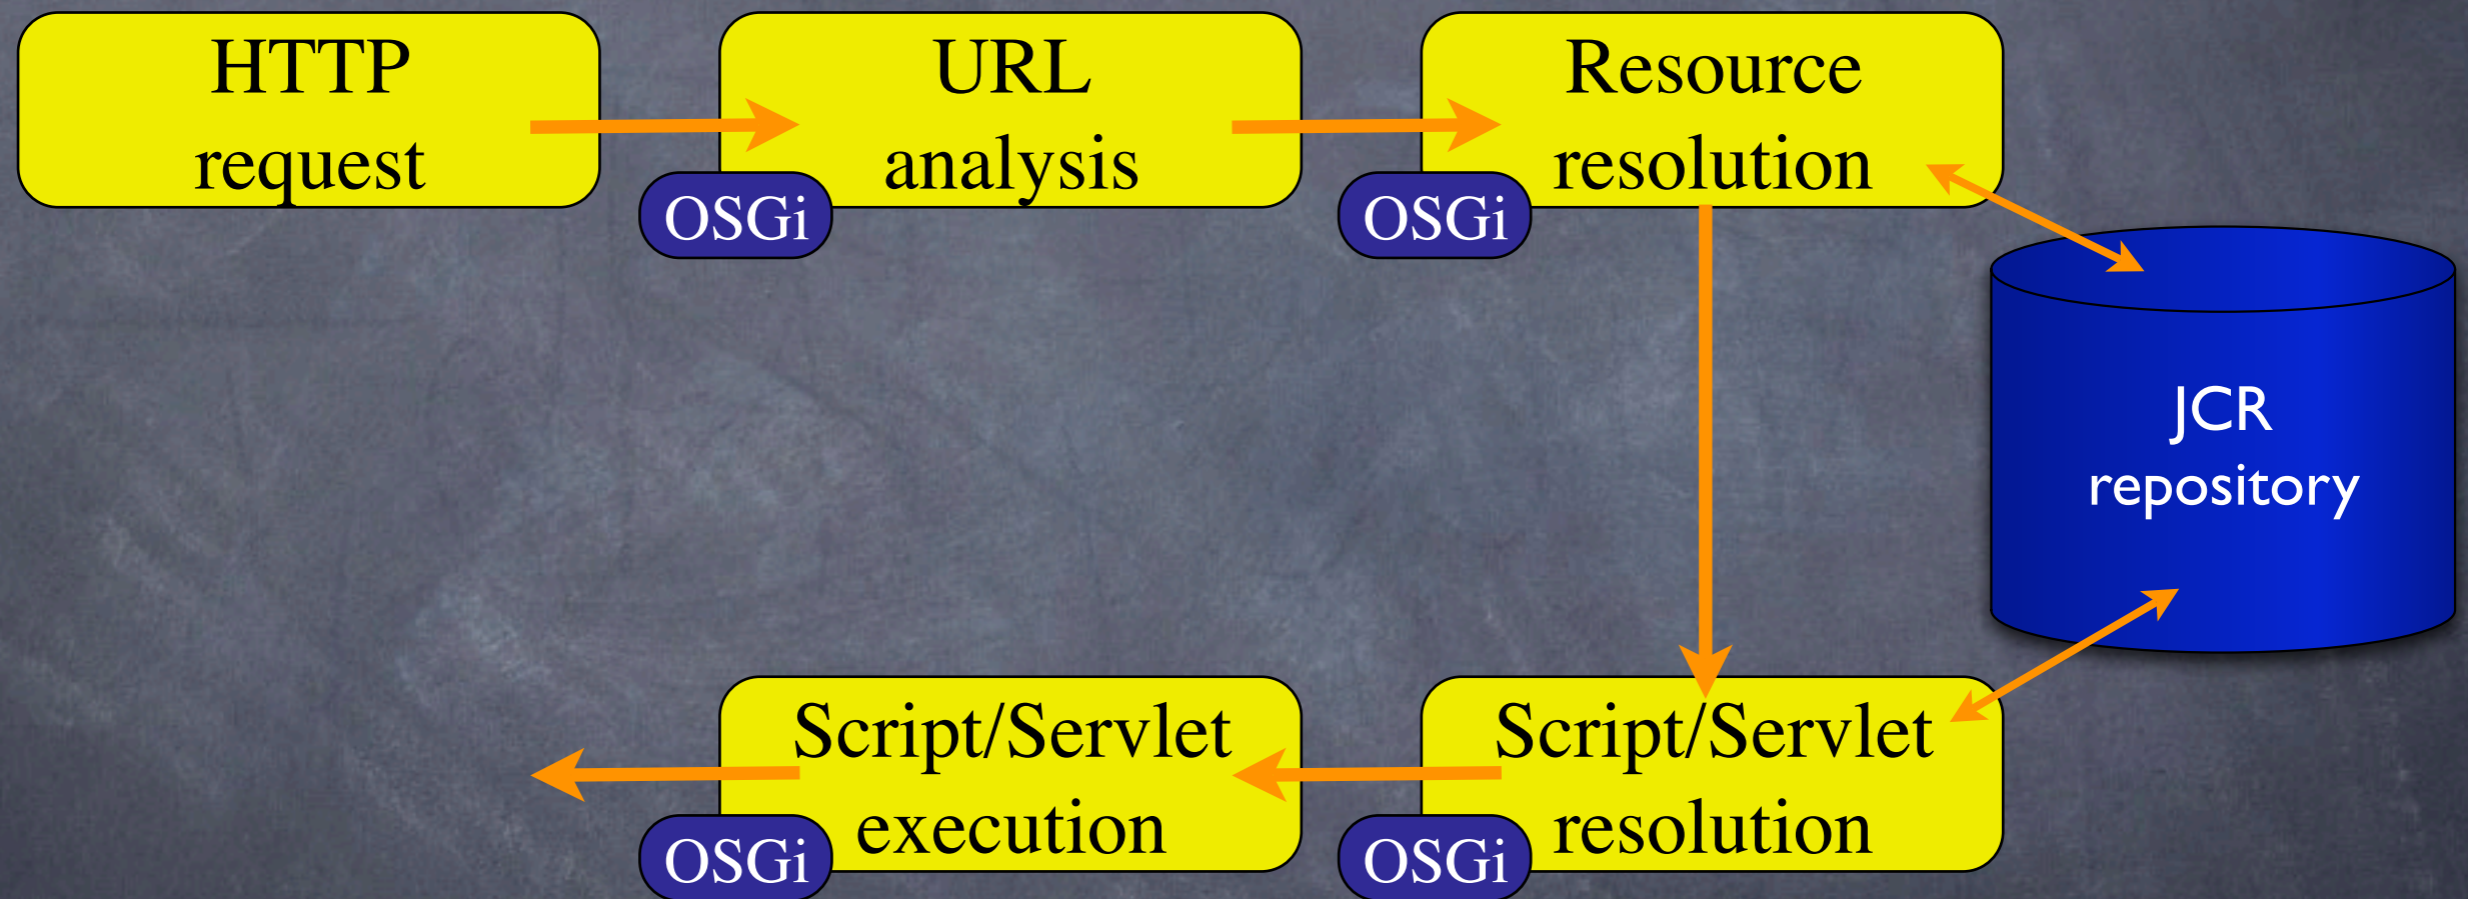 HTTP
request
URL
analysis
OSGi
Resource
resolution
OSGi
JCR
repository
Script/Servlet
resolution
OSGi
Script/Servlet
execution
OSGi